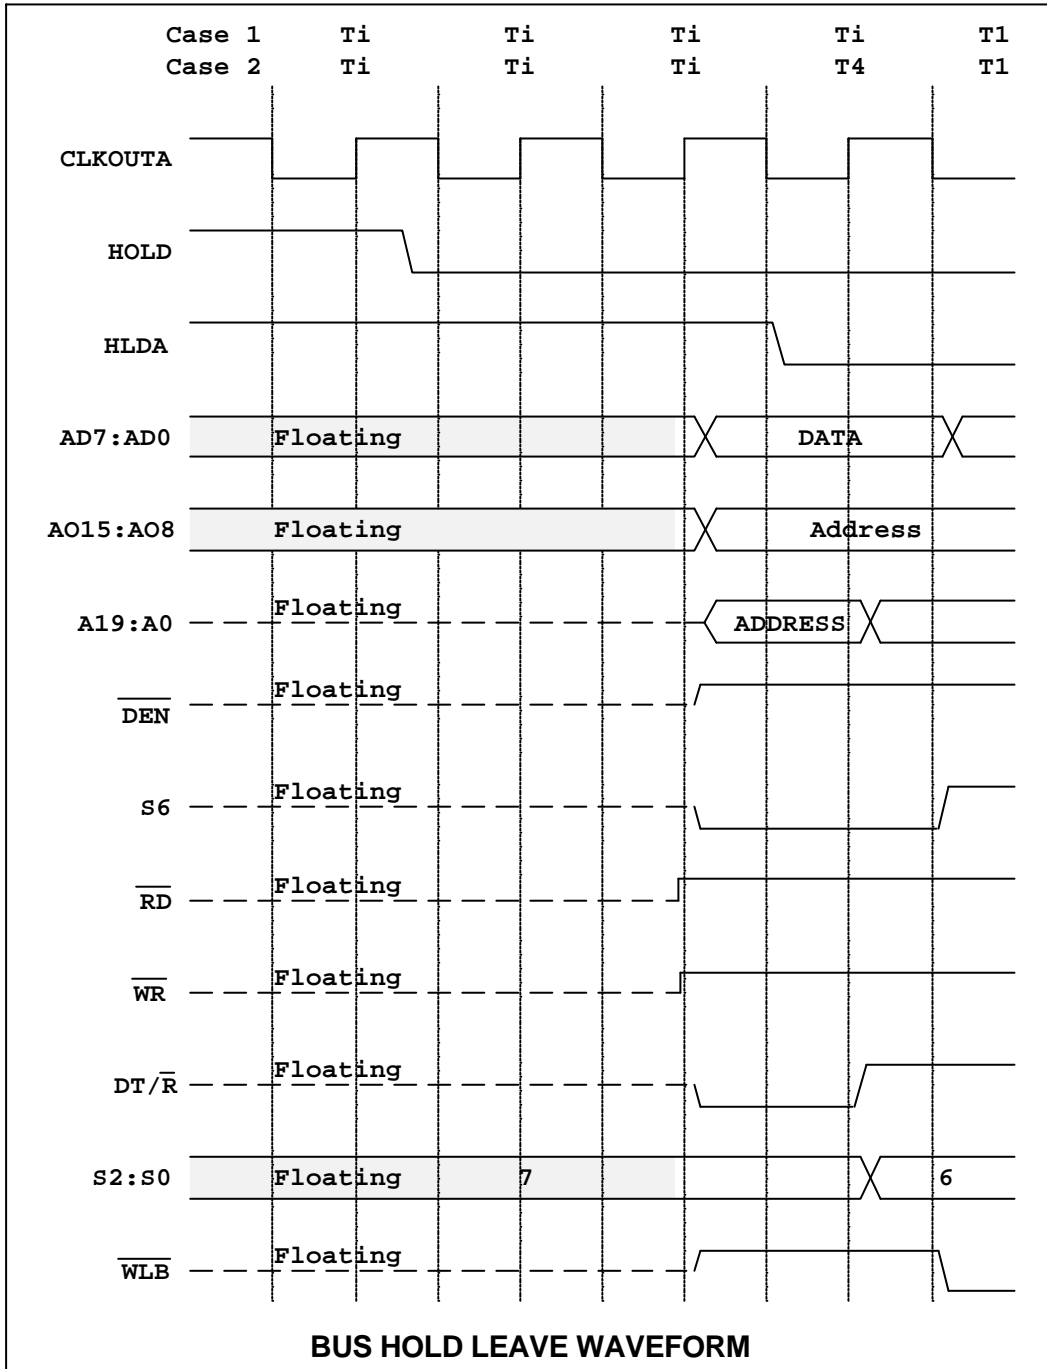 Case 1 Ti Ti Ti Ti T1
Case 2 Ti Ti Ti T4 T1
CLKOUTA
HOLD
HLDA
AD7:AD0 Floating DATA
AO15:AO8 Floating Address
A19:A0 Floating ADDRESS
DEN Floating
S6 Floating
RD Floating
WR Floating
DT/R Floating
S2:S0 Floating 7 6
WLB Floating
BUS HOLD LEAVE WAVEFORM